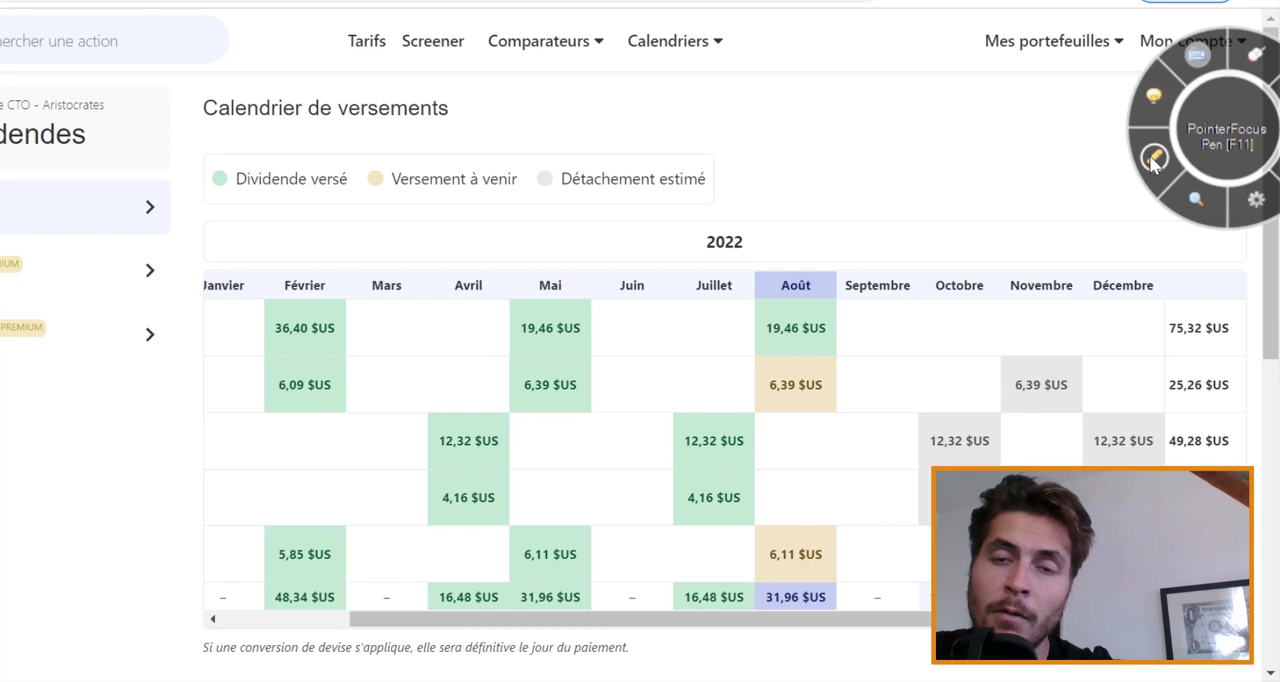 ercher une action
Tarifs Screener Comparateurs Calendriers Mes portefeuilles Mon compte
e CTO - Aristocrates
dendes
Calendrier de versements
PointerFocus
Pen [F11]
Dividende versé Versement à venir Détachement estimé
2022
IUM
PREMIUM
Janvier Février Mars Avril Mai Juin Juillet Août Septembre Octobre Novembre Décembre
36,40 $US 19,46 $US 19,46 $US 75,32 $US
6,09 $US 6,39 $US 6,39 $US 6,39 $US 25,26 $US
12,32 $US 12,32 $US 12,32 $US 12,32 $US 49,28 $US
4,16 $US 4,16 $US
5,85 $US 6,11 $US 6,11 $US
– 48,34 $US – 16,48 $US 31,96 $US – 16,48 $US 31,96 $US –
Si une conversion de devise s'applique, elle sera définitive le jour du paiement.